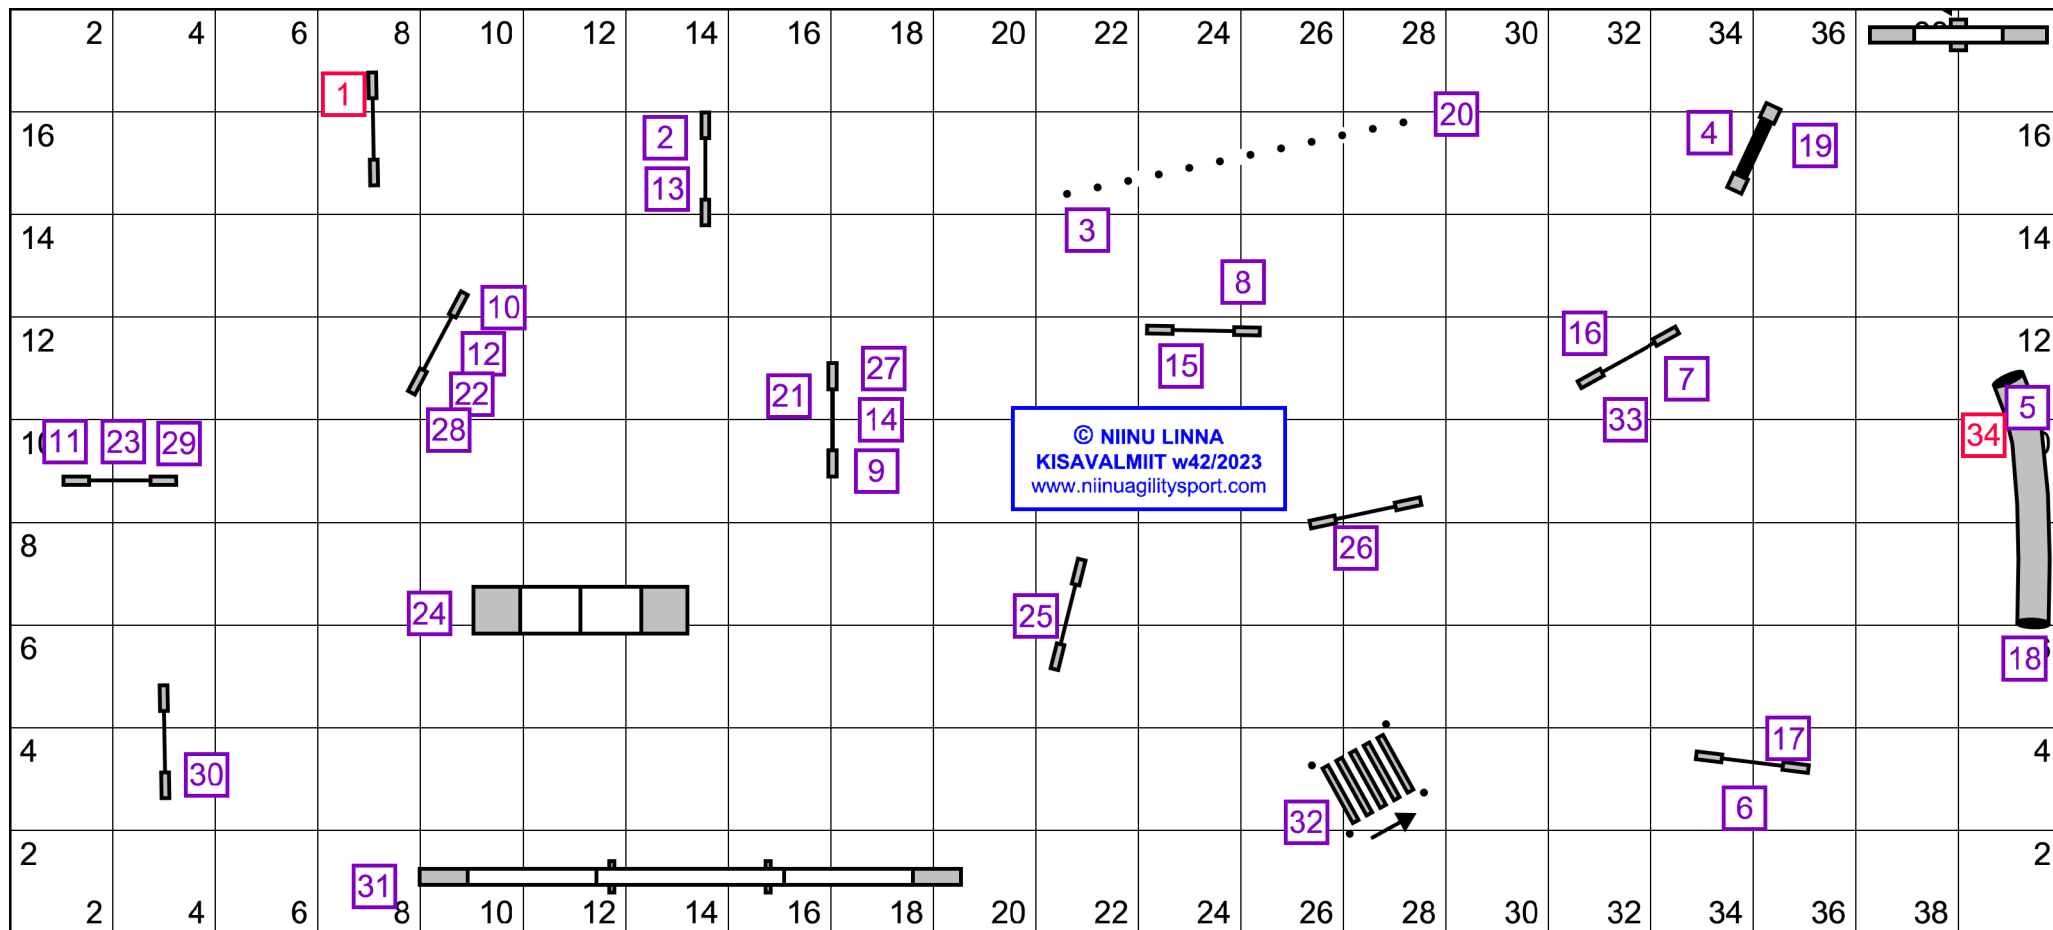 2 4 6 8 10 12 14 16 18 20 22 24 26 28 30 32 34 36
1
16 2 20 4 19 16
13
14 3 14
8
10
12 12 16 12
15 27 7
21 22 14 33 5
11 23 29 28 34
© NIINU LINNA
KISAVALMIIT w42/2023
www.niinuagilitysport.com
9
8 26
24 25
6 18
4 30 17 4
32 6
2 2
31
2 4 6 8 10 12 14 16 18 20 22 24 26 28 30 32 34 36 38